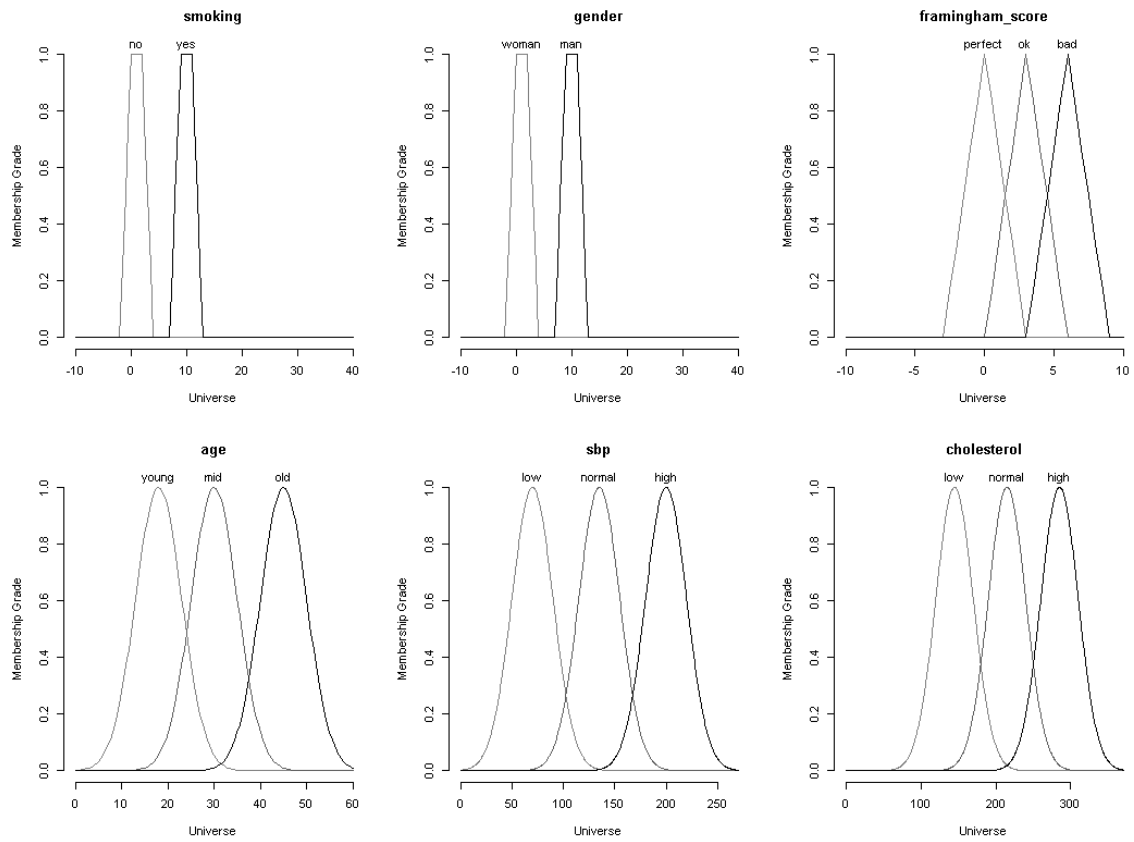 smoking
no yes
Membership Grade
0.0 0.2 0.4 0.6 0.8 1.0
-10 0 10 20 30 40
Universe
gender
woman man
Membership Grade
0.0 0.2 0.4 0.6 0.8 1.0
-10 0 10 20 30 40
Universe
framingham_score
perfect ok bad
Membership Grade
0.0 0.2 0.4 0.6 0.8 1.0
-10 -5 0 5 10
Universe
age
young mid old
Membership Grade
0.0 0.2 0.4 0.6 0.8 1.0
0 10 20 30 40 50 60
Universe
sbp
low normal high
Membership Grade
0.0 0.2 0.4 0.6 0.8 1.0
0 50 100 150 200 250
Universe
cholesterol
low normal high
Membership Grade
0.0 0.2 0.4 0.6 0.8 1.0
0 100 200 300
Universe